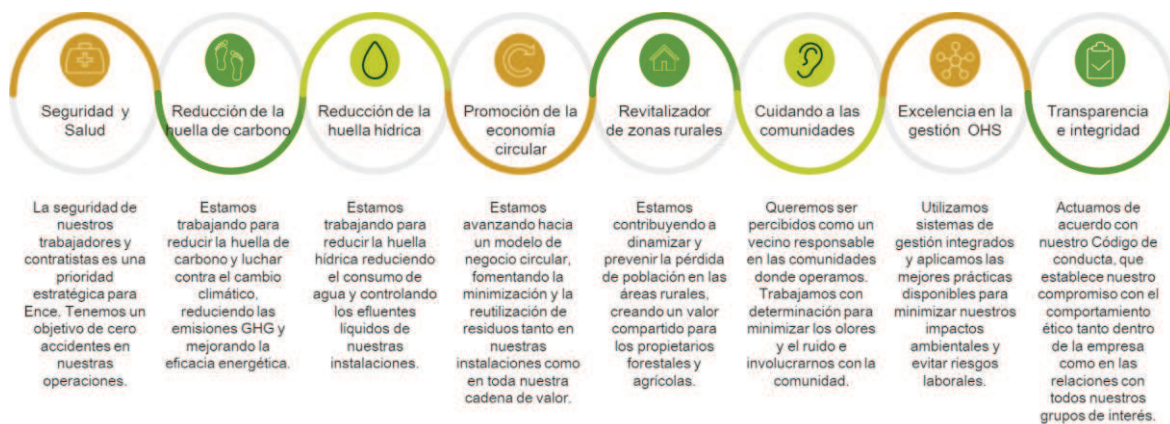 Seguridad y
Salud
Reducción de la
huella de carbono
Reducción de la
huella hídrica
Promoción de la
economía
circular
Revitalizador
de zonas rurales
Cuidando a las
comunidades
Excelencia en la
gestión OHS
Transparencia
e integridad
La seguridad de
nuestros
trabajadores y
contratistas es una
prioridad
estratégica para
Ence. Tenemos un
objetivo de cero
accidentes en
nuestras
operaciones.
Estamos
trabajando para
reducir la huella de
carbono y luchar
contra el cambio
climático,
reduciendo las
emisiones GHG y
mejorando la
eficacia energética.
Estamos
trabajando para
reducir la huella
hídrica reduciendo
el consumo de
agua y controlando
los efluentes
líquidos de
nuestras
instalaciones.
Estamos
avanzando hacia
un modelo de
negocio circular,
fomentando la
minimización y la
reutilización de
residuos tanto en
nuestras
instalaciones como
en toda nuestra
cadena de valor.
Estamos
contribuyendo a
dinamizar y
prevenir la pérdida
de población en las
áreas rurales,
creando un valor
compartido para
los propietarios
forestales y
agrícolas.
Queremos ser
percibidos como un
vecino responsable
en las comunidades
donde operamos.
Trabajamos con
determinación para
minimizar los olores
y el ruido e
involucrarnos con la
comunidad.
Utilizamos
sistemas de
gestión integrados
y aplicamos las
mejores prácticas
disponibles para
minimizar nuestros
impactos
ambientales y
evitar riesgos
laborales.
Actuamos de
acuerdo con
nuestro Código de
conducta, que
establece nuestro
compromiso con el
comportamiento
ético tanto dentro
de la empresa
como en las
relaciones con
todos nuestros
grupos de interés.